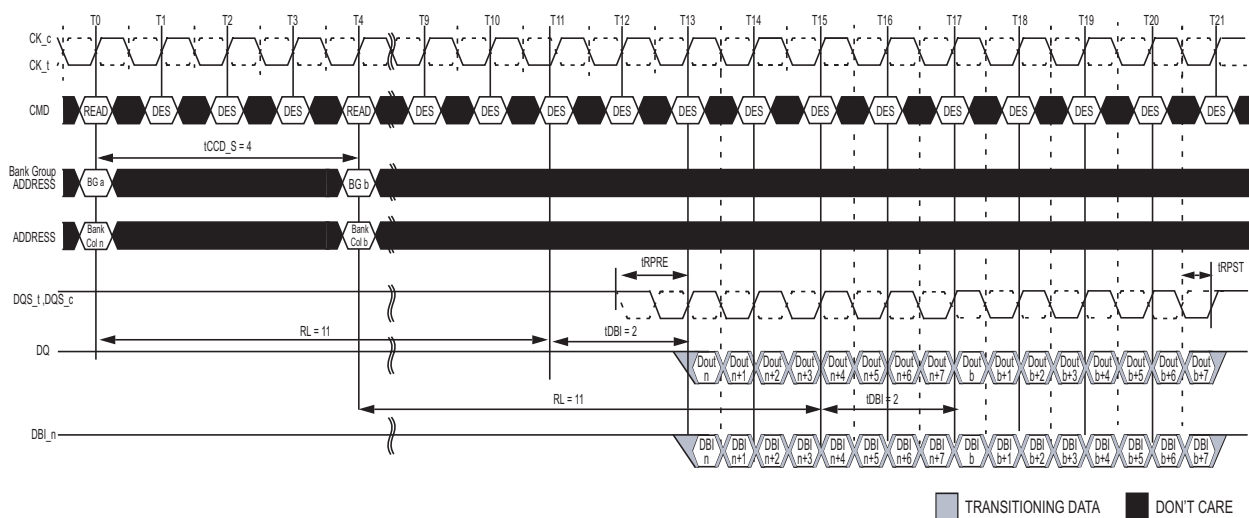 T0 T1 T2 T3 T4 T9 T10 T11 T12 T13 T14 T15 T16 T17 T18 T19 T20 T21
CK_c
CK_t
CMD READ DES DES DES READ DES DES DES DES DES DES DES DES DES DES DES DES DES
tCCD_S = 4
Bank Group
ADDRESS BG a BG b
ADDRESS Bank Col n Bank Col b
tRPRE tRPST
DQS_t ,DQS_c
RL = 11 tDBI = 2
DQ Dout n Dout n+1 Dout n+2 Dout n+3 Dout n+4 Dout n+5 Dout n+6 Dout n+7 Dout b Dout b+1 Dout b+2 Dout b+3 Dout b+4 Dout b+5 Dout b+6 Dout b+7
RL = 11 tDBI = 2
DBI_n DBI n DBI n+1 DBI n+2 DBI n+3 DBI n+4 DBI n+5 DBI n+6 DBI n+7 DBI b DBI b+1 DBI b+2 DBI b+3 DBI b+4 DBI b+5 DBI b+6 DBI b+7
TRANSITIONING DATA DON'T CARE